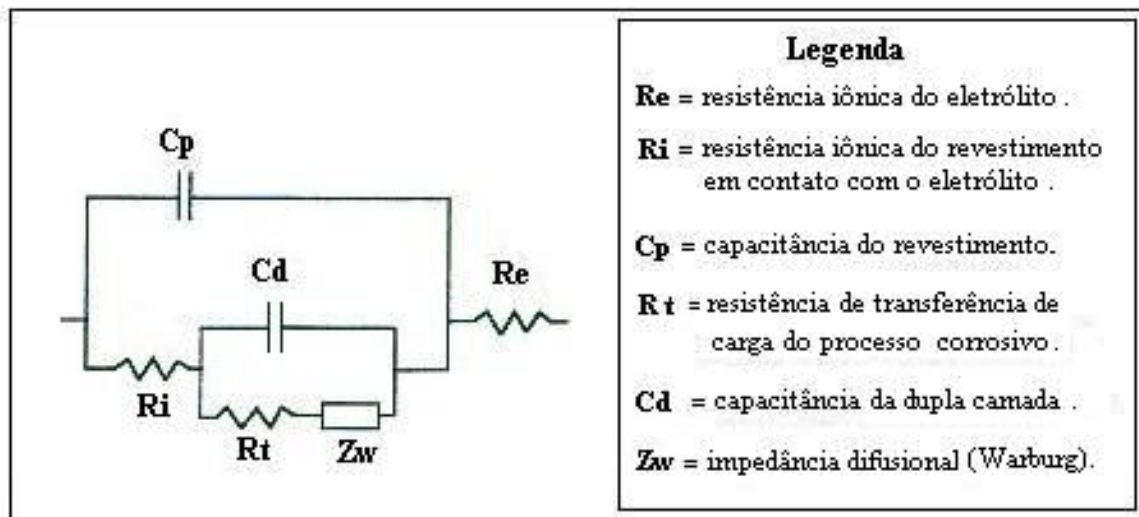 Cp
Cd
Re
Ri
Rt
Zw
Legenda
Re = resistência iônica do eletrólito .
Ri = resistência iônica do revestimento
em contato com o eletrólito .
Cp = capacitância do revestimento.
R t = resistência de transferência de
carga do processo corrosivo .
Cd = capacitância da dupla camada .
Zw = impedância difusional (Warburg).